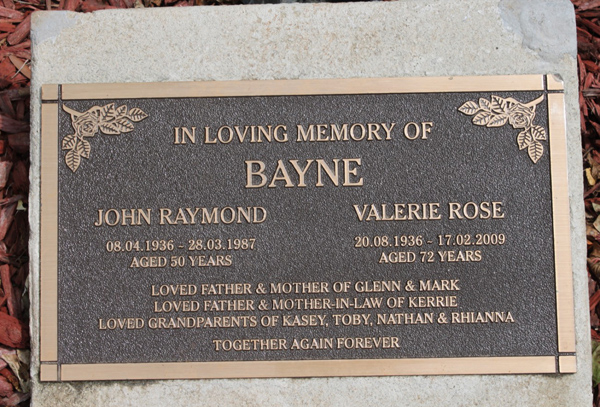 IN LOVING MEMORY OF
BAYNE
JOHN RAYMOND
08.04.1936 - 28.03.1987
AGED 50 YEARS
VALERIE ROSE
20.08.1936 - 17.02.2009
AGED 72 YEARS
LOVED FATHER & MOTHER OF GLENN & MARK
LOVED FATHER & MOTHER-IN-LAW OF KERRIE
LOVED GRANDPARENTS OF KASEY, TOBY, NATHAN & RHIANNA
TOGETHER AGAIN FOREVER